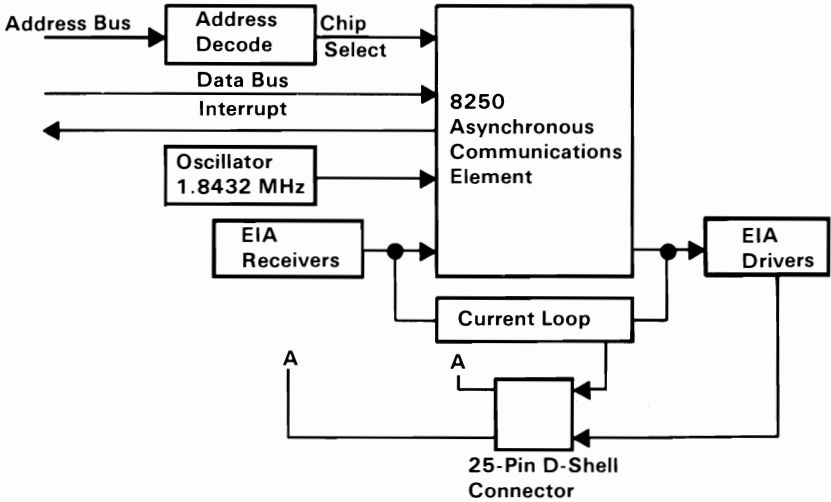 Address Bus
Address
Decode
Chip
Select
Data Bus
Interrupt
8250
Asynchronous
Communications
Element
Oscillator
1.8432 MHz
EIA
Receivers
EIA
Drivers
Current Loop
A
A
25-Pin D-Shell
Connector